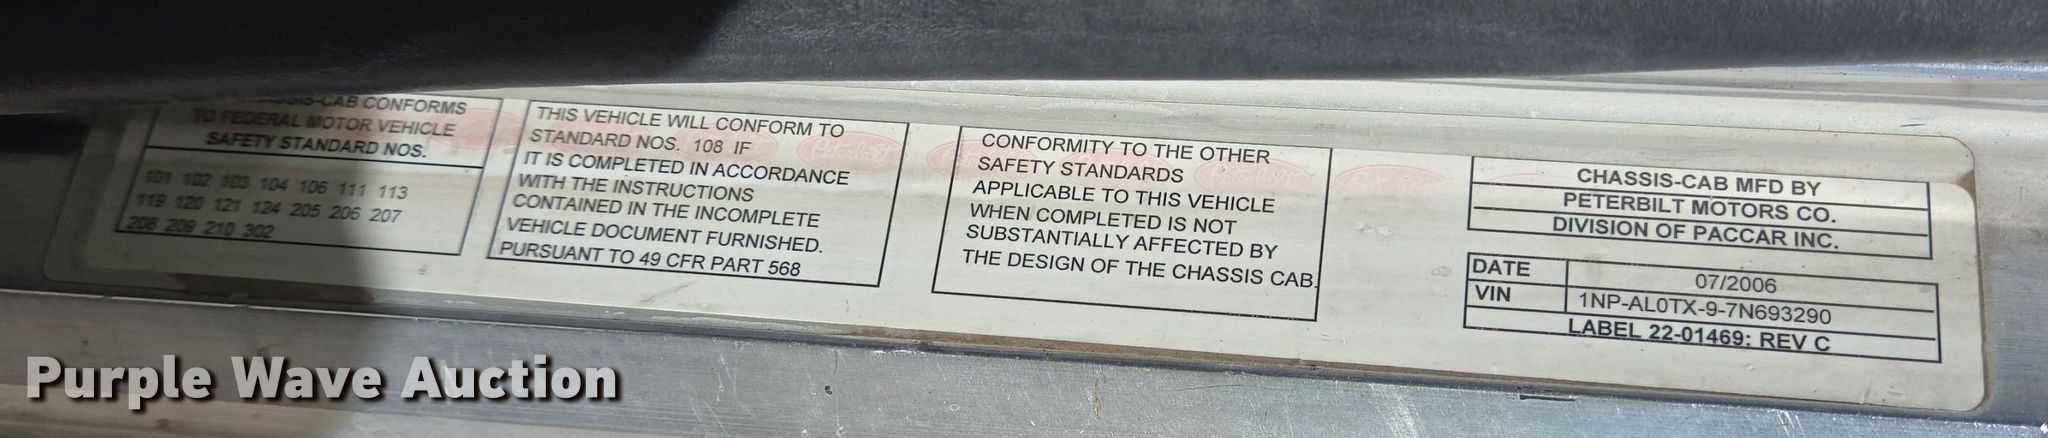 CHASSIS-CAB CONFORMS
TO FEDERAL MOTOR VEHICLE
SAFETY STANDARD NOS.
101 102 103 104 106 111 113
119 120 121 124 205 206 207
208 209 210 302
THIS VEHICLE WILL CONFORM TO
STANDARD NOS. 108 IF
IT IS COMPLETED IN ACCORDANCE
WITH THE INSTRUCTIONS
CONTAINED IN THE INCOMPLETE
VEHICLE DOCUMENT FURNISHED.
PURSUANT TO 49 CFR PART 568
CONFORMITY TO THE OTHER
SAFETY STANDARDS
APPLICABLE TO THIS VEHICLE
WHEN COMPLETED IS NOT
SUBSTANTIALLY AFFECTED BY
THE DESIGN OF THE CHASSIS CAB.
CHASSIS-CAB MFD BY
PETERBILT MOTORS CO.
DIVISION OF PACCAR INC.
DATE 07/2006
VIN 1NP-AL0TX-9-7N693290
LABEL 22-01469: REV C
Purple Wave Auction